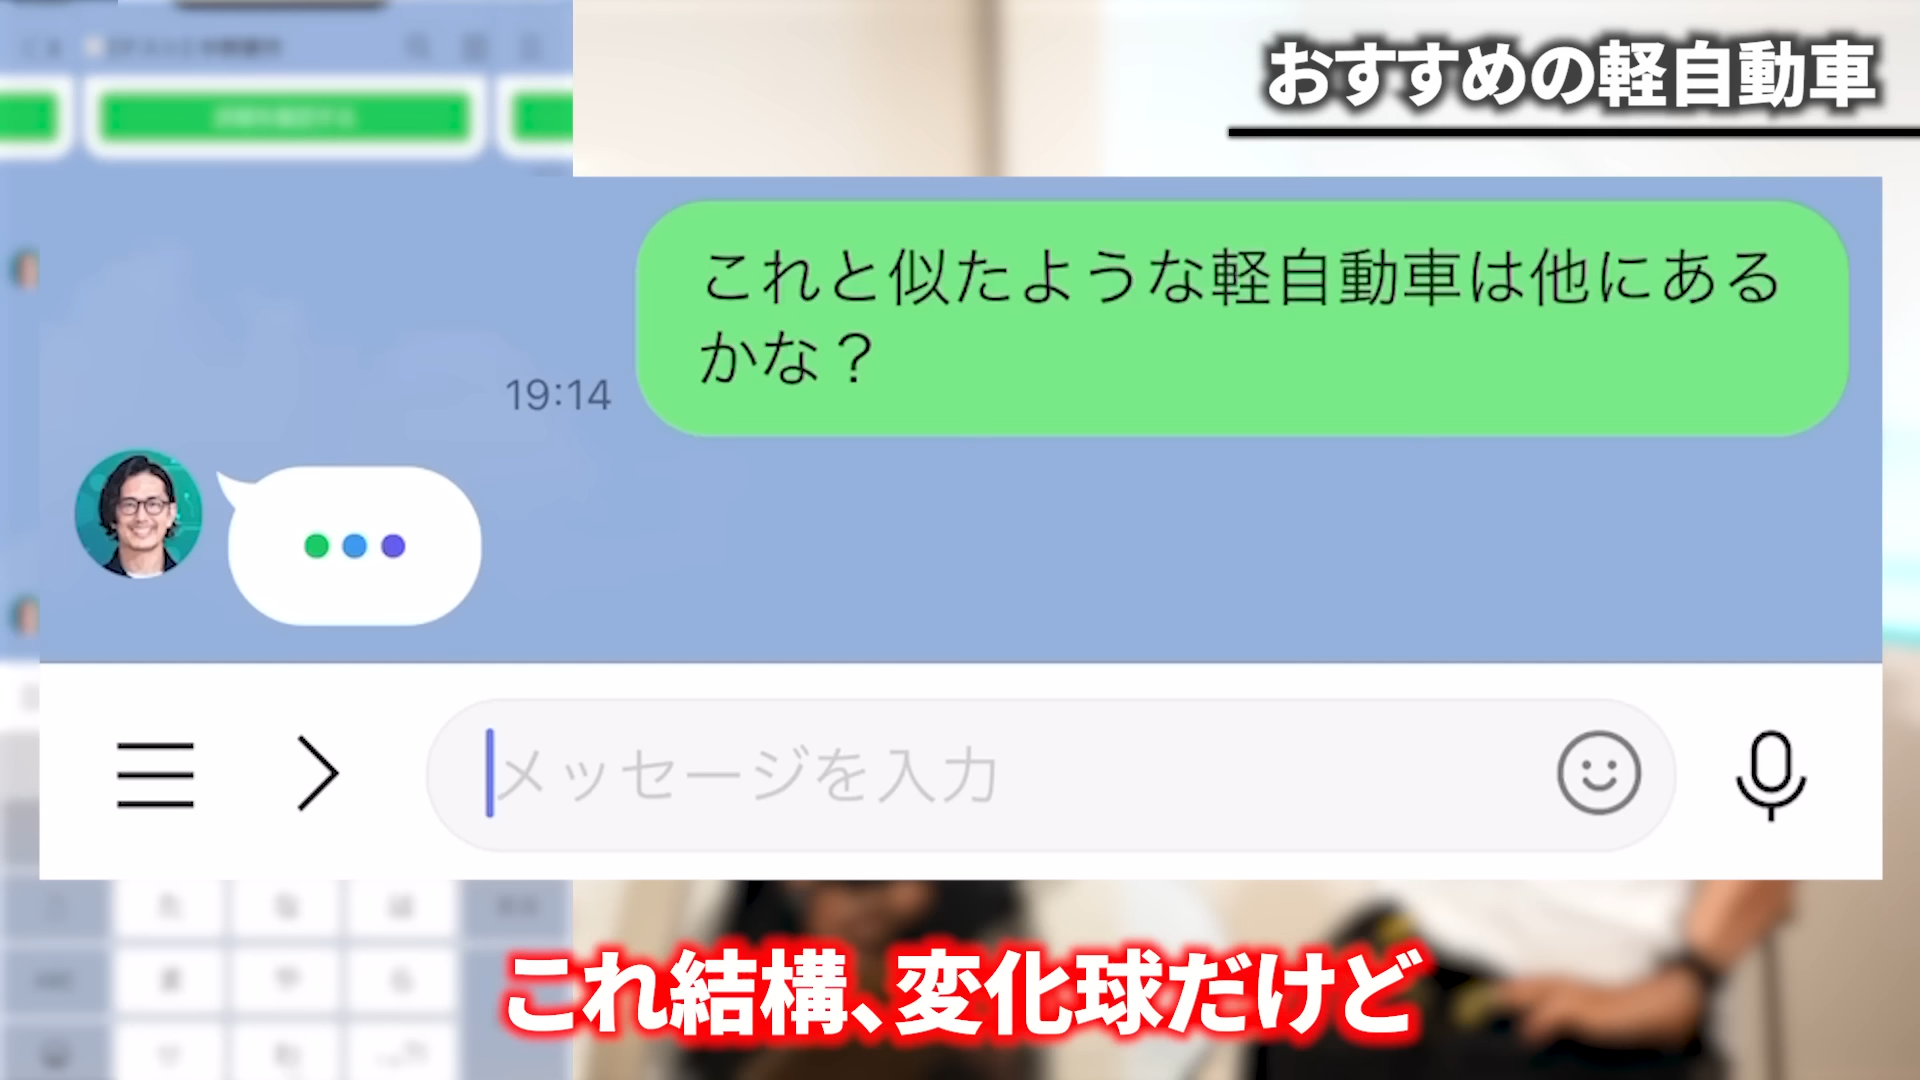 おすすめの軽自動車
これと似たような軽自動車は他にある
かな？
19:14
メッセージを入力
これ結構、変化球だけど